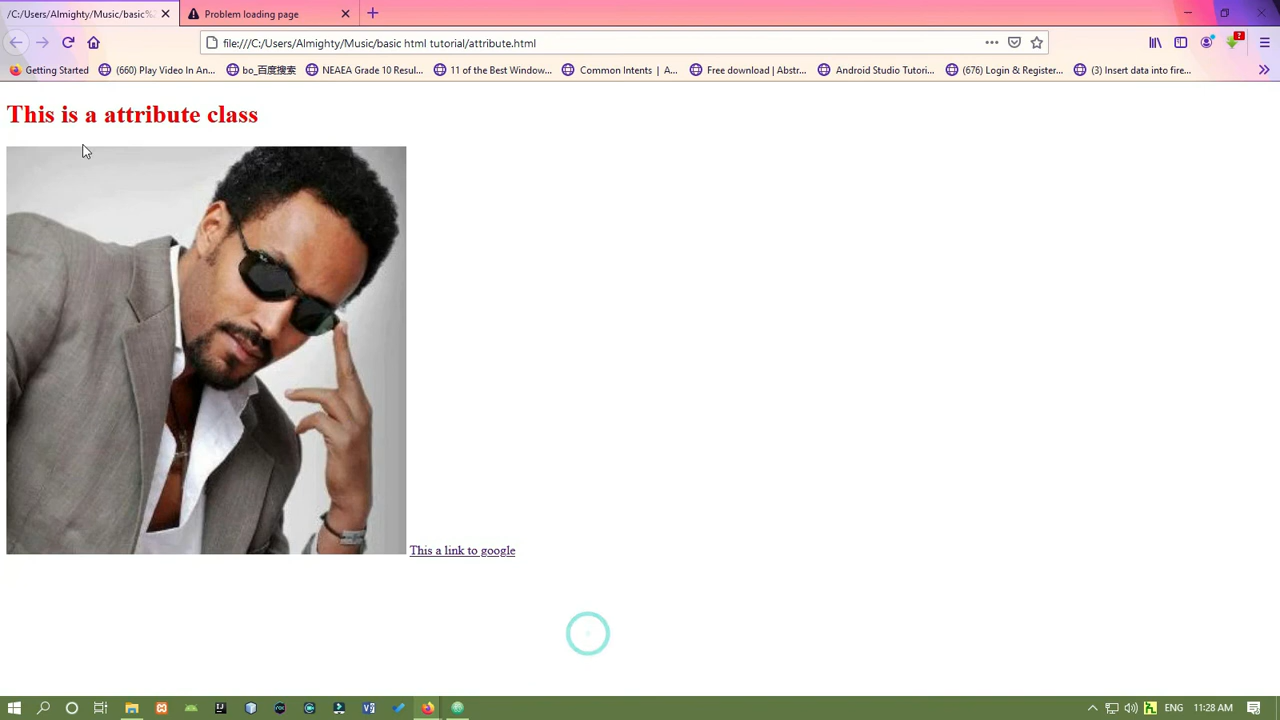 /C:/Users/Almighty/Music/basic%2
Problem loading page
file:///C:/Users/Almighty/Music/basic html tutorial/attribute.html
Getting Started
(660) Play Video In An...
bo_百度搜索
NEAEA Grade 10 Resul...
11 of the Best Window...
Common Intents | A...
Free download | Abstr...
Android Studio Tutori...
(676) Login & Register...
(3) Insert data into fire...
This is a attribute class
This a link to google
ENG
11:28 AM